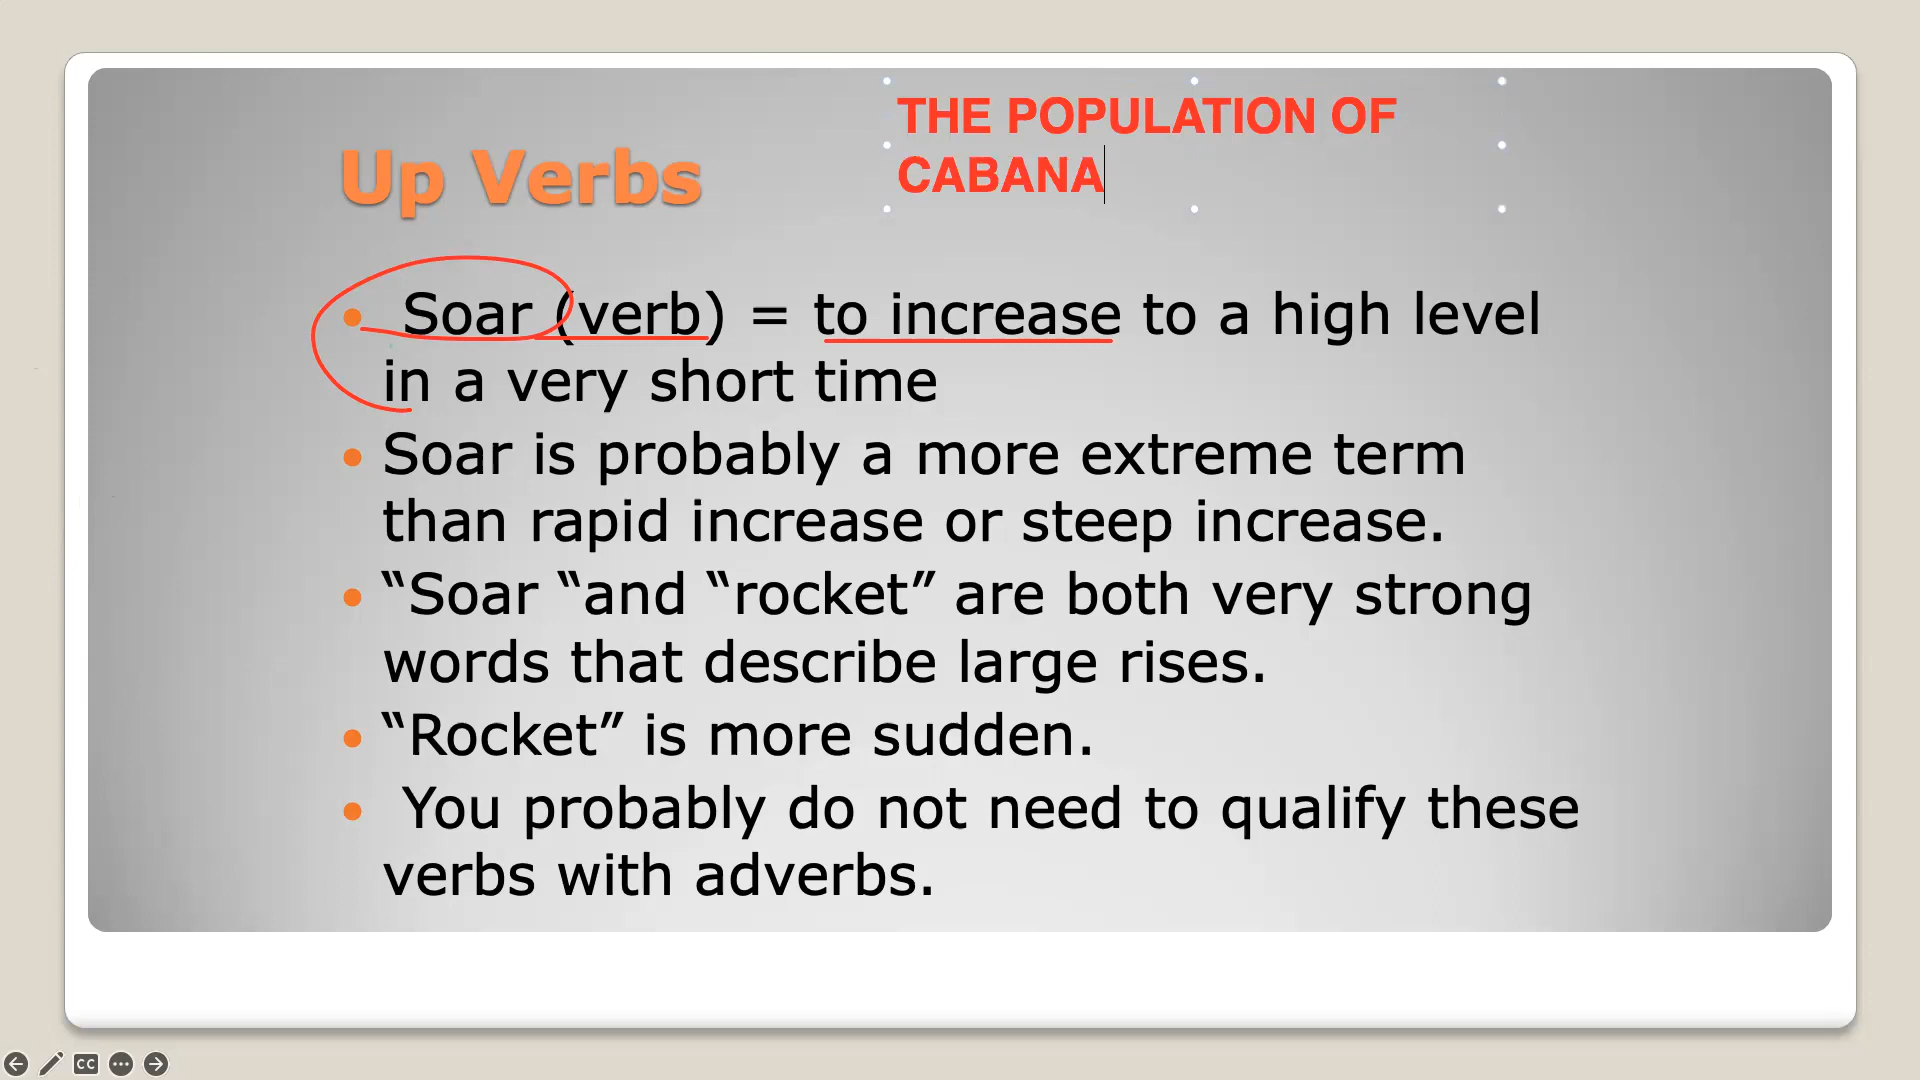 THE POPULATION OF
CABANA
Up Verbs
Soar (verb) = to increase to a high level
in a very short time
Soar is probably a more extreme term
than rapid increase or steep increase.
“Soar “and “rocket” are both very strong
words that describe large rises.
“Rocket” is more sudden.
You probably do not need to qualify these
verbs with adverbs.
CC